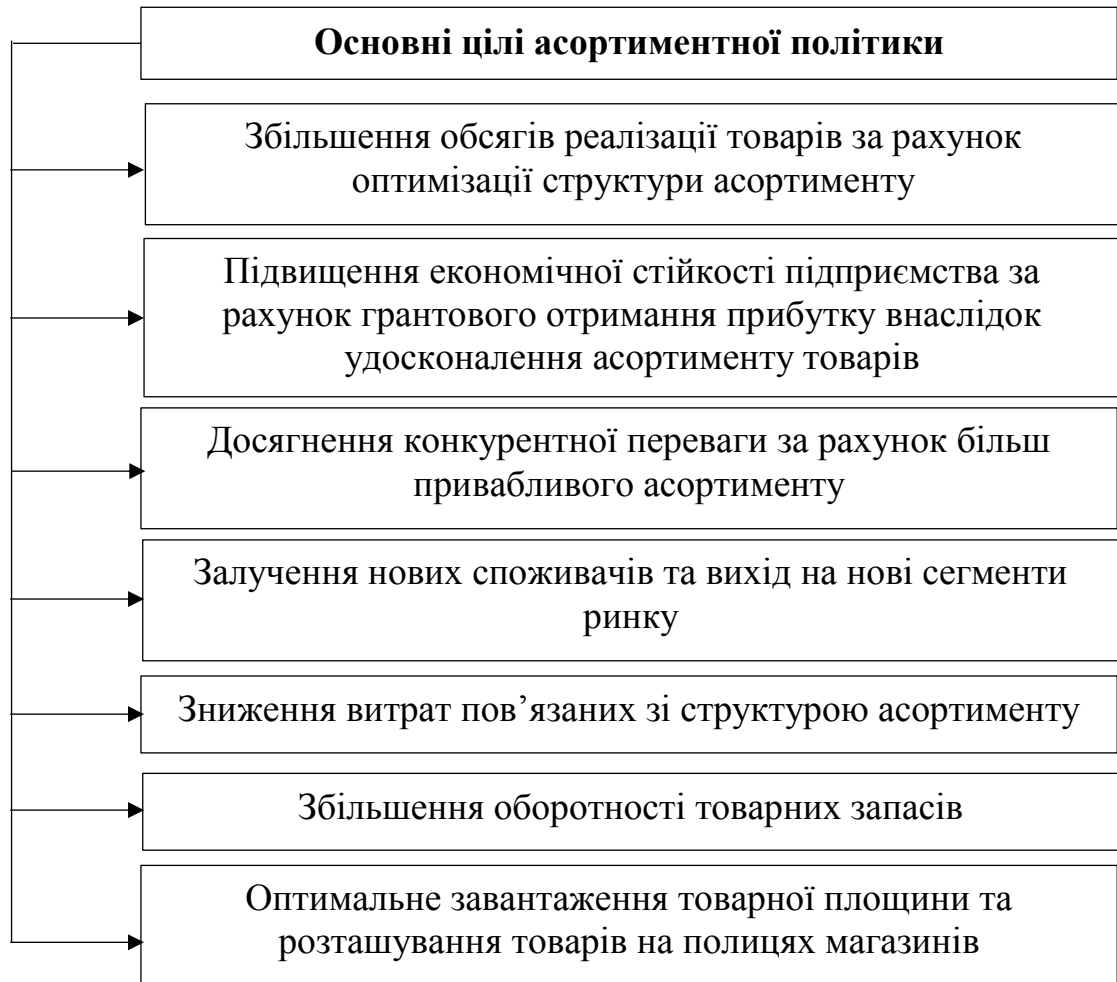 Основні цілі асортиментної політики
Збільшення обсягів реалізації товарів за рахунок
оптимізації структури асортименту
Підвищення економічної стійкості підприємства за
рахунок грантового отримання прибутку внаслідок
удосконалення асортименту товарів
Досягнення конкурентної переваги за рахунок більш
привабливого асортименту
Залучення нових споживачів та вихід на нові сегменти
ринку
Зниження витрат пов’язаних зі структурою асортименту
Збільшення оборотності товарних запасів
Оптимальне завантаження товарної площини та
розташування товарів на полицях магазинів